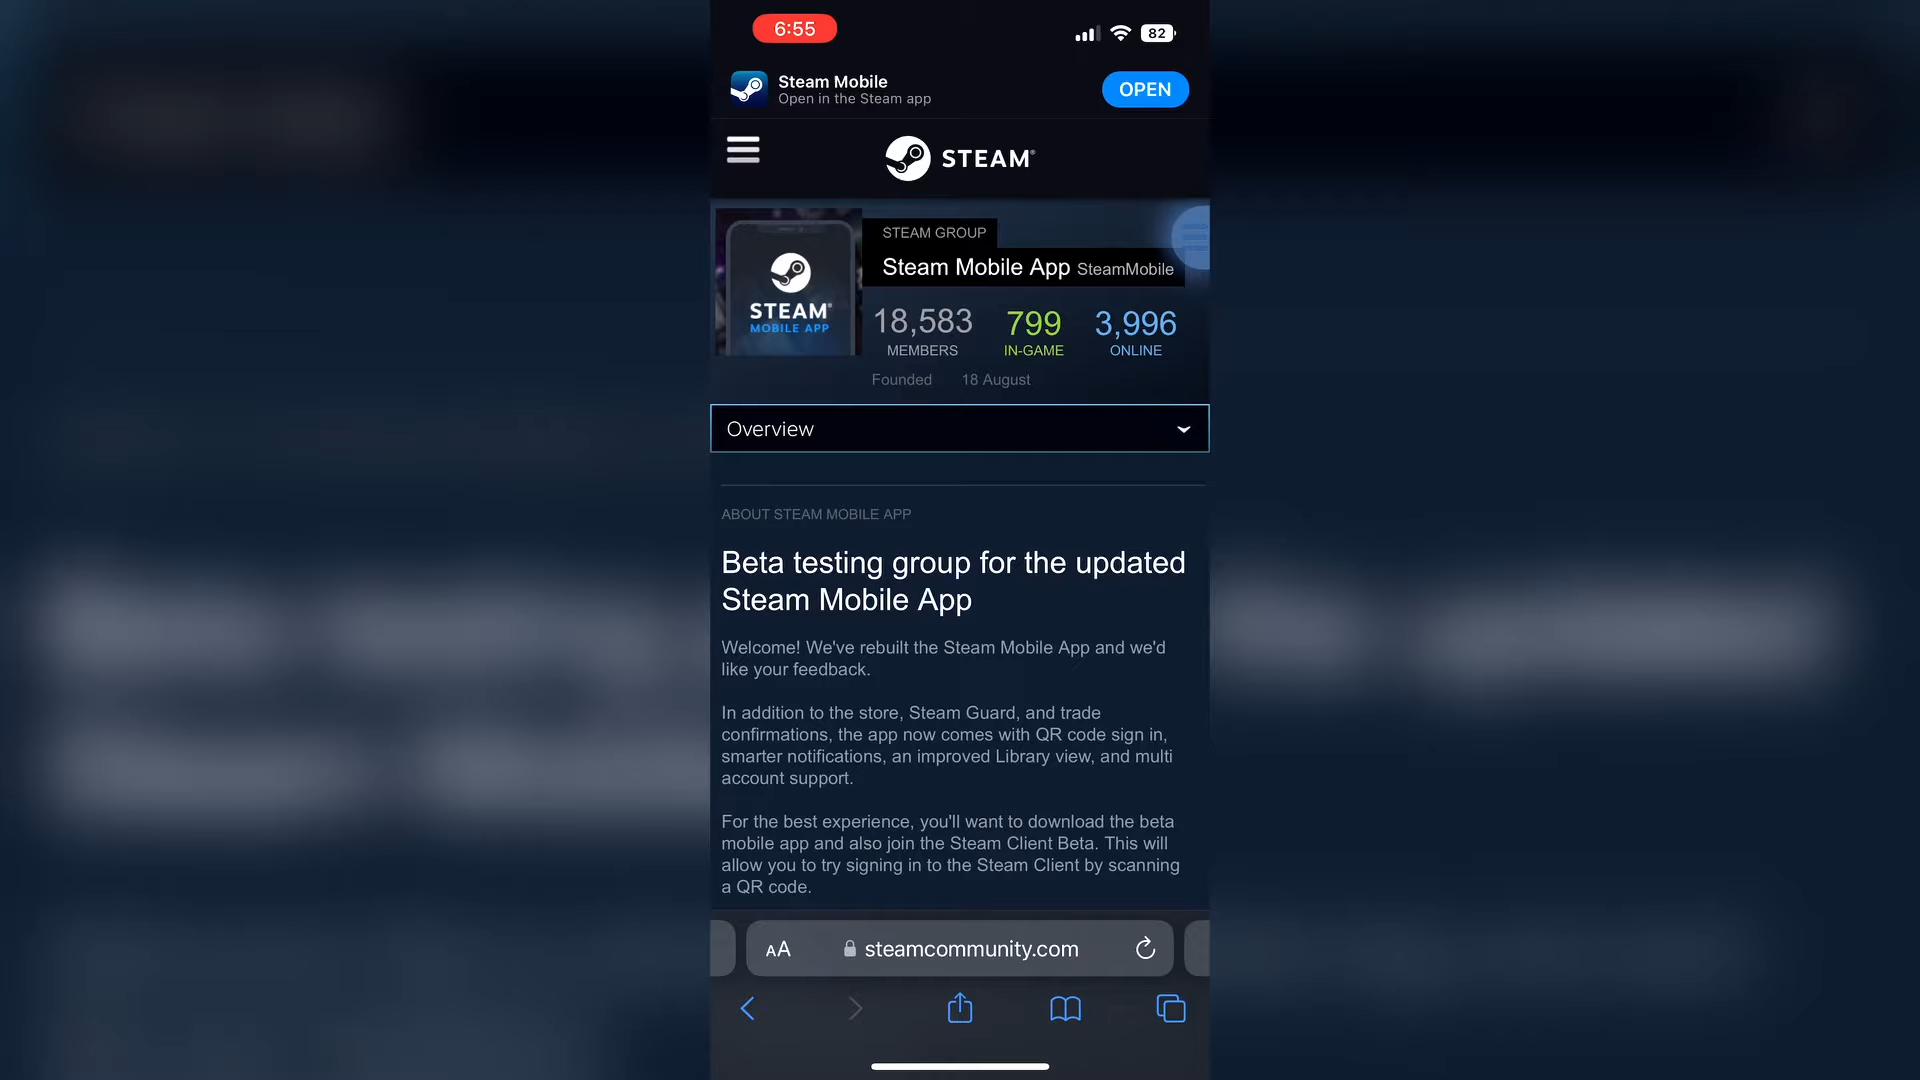 6:55
82
Steam Mobile
Open in the Steam app
OPEN
STEAM®
STEAM GROUP
Steam Mobile App SteamMobile
STEAM®
MOBILE APP
18,583
MEMBERS
799
IN-GAME
3,996
ONLINE
Founded 18 August
Overview
ABOUT STEAM MOBILE APP
Beta testing group for the updated
Steam Mobile App
Welcome! We've rebuilt the Steam Mobile App and we'd
like your feedback.
In addition to the store, Steam Guard, and trade
confirmations, the app now comes with QR code sign in,
smarter notifications, an improved Library view, and multi
account support.
For the best experience, you'll want to download the beta
mobile app and also join the Steam Client Beta. This will
allow you to try signing in to the Steam Client by scanning
a QR code.
AA steamcommunity.com